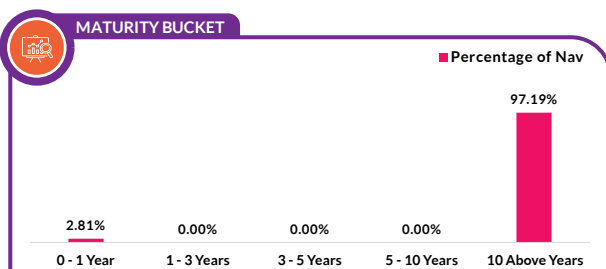 MATURITY BUCKET
Percentage of Nav
97.19%
2.81%
0.00%
0.00%
0.00%
0 - 1 Year
1 - 3 Years
3 - 5 Years
5 - 10 Years
10 Above Years